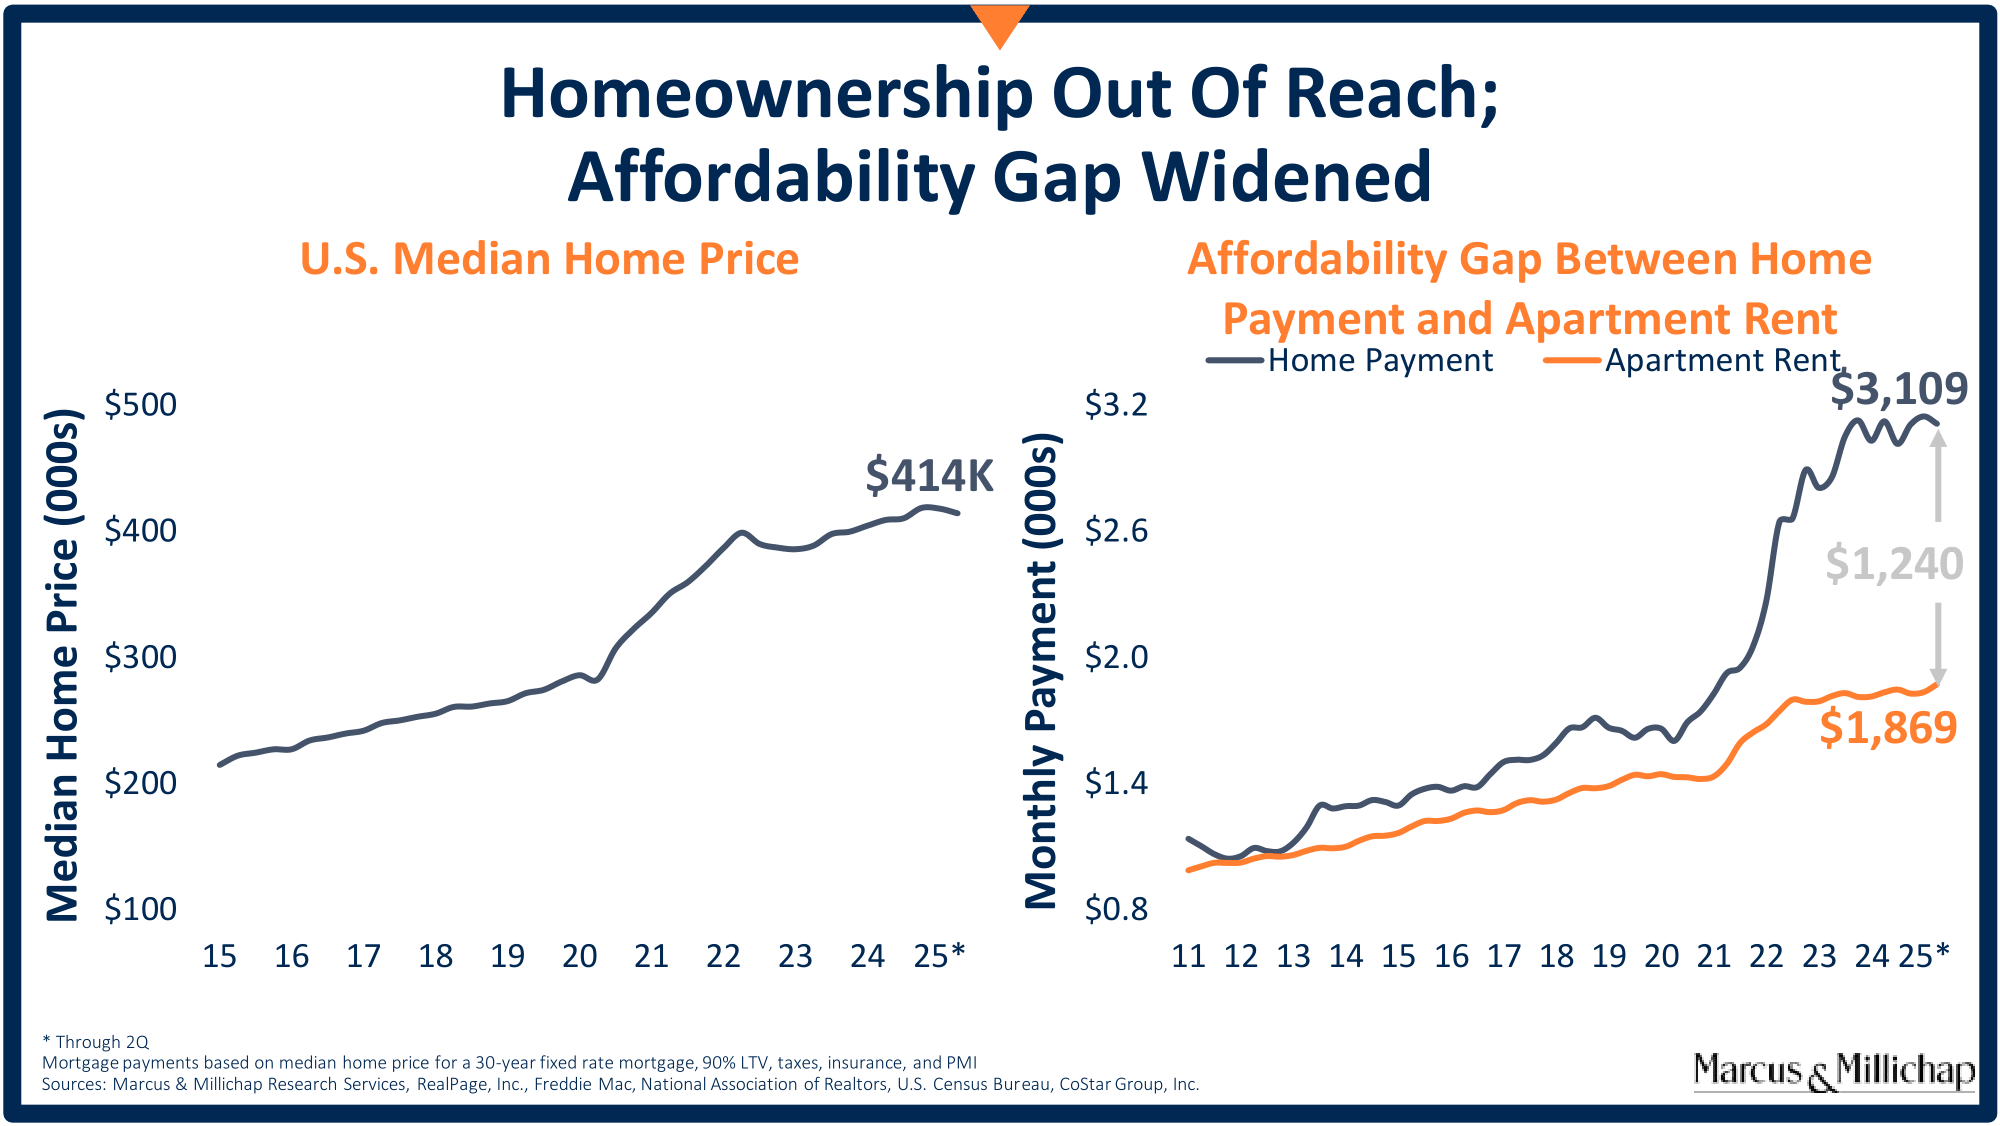 Homeownership Out Of Reach;
Affordability Gap Widened
U.S. Median Home Price
Median Home Price (000s)
$500
$400
$300
$200
$100
$414K
15 16 17 18 19 20 21 22 23 24 25*
Affordability Gap Between Home
Payment and Apartment Rent
Home Payment Apartment Rent
Monthly Payment (000s)
$3.2
$2.6
$2.0
$1.4
$0.8
$3,109
$1,240
$1,869
11 12 13 14 15 16 17 18 19 20 21 22 23 24 25*
* Through 2Q
Mortgage payments based on median home price for a 30-year fixed rate mortgage, 90% LTV, taxes, insurance, and PMI
Sources: Marcus & Millichap Research Services, RealPage, Inc., Freddie Mac, National Association of Realtors, U.S. Census Bureau, CoStar Group, Inc.
Marcus & Millichap